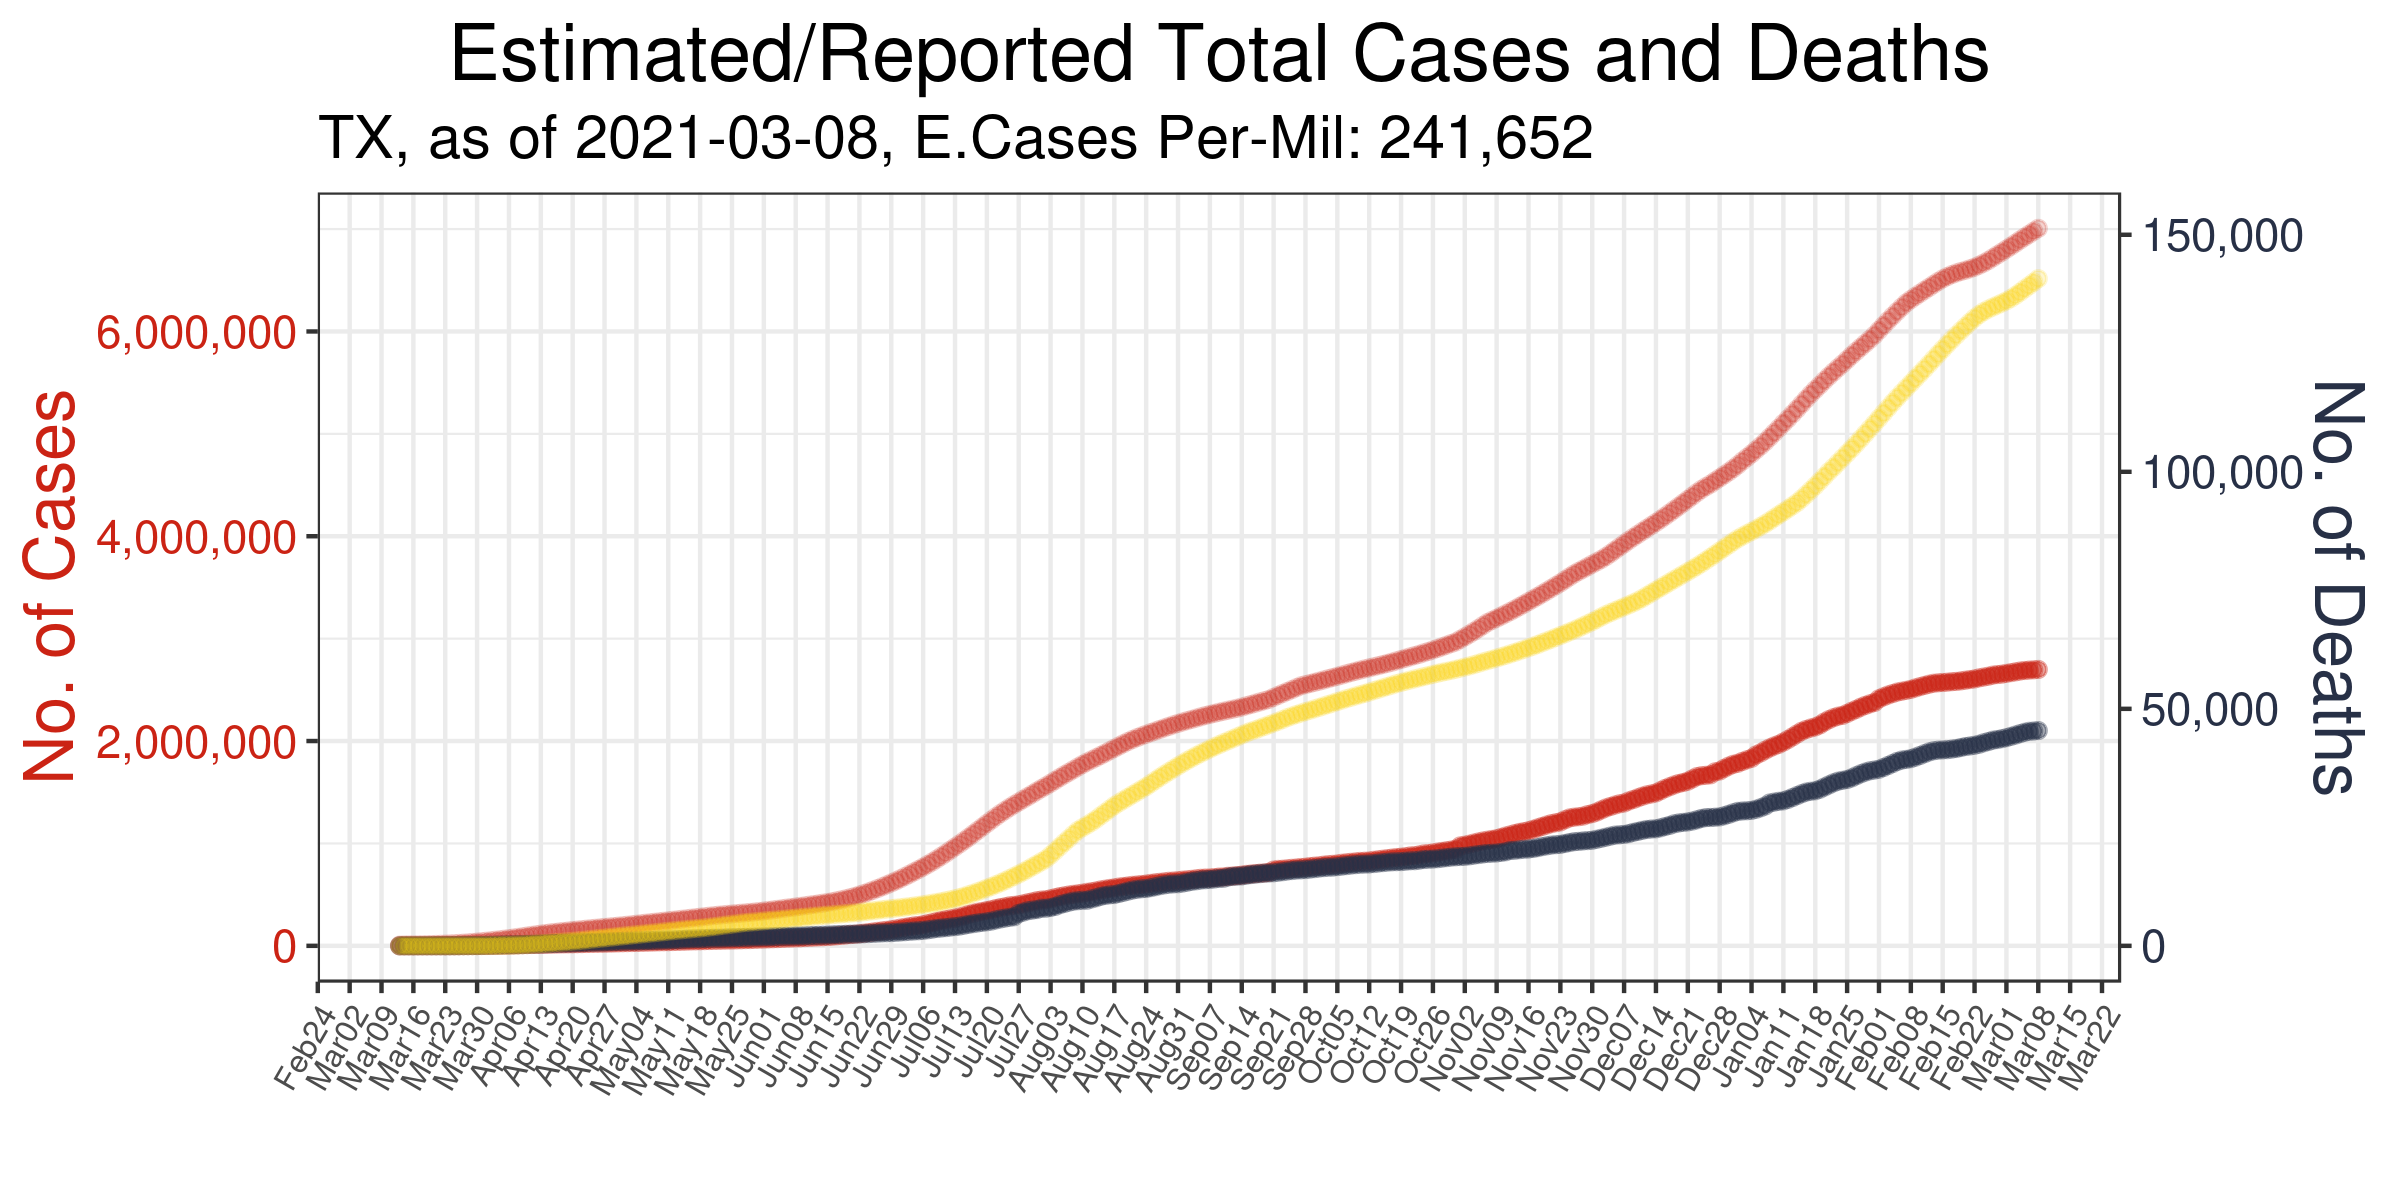 Estimated/Reported Total Cases and Deaths
TX, as of 2021-03-08, E.Cases Per-Mil: 241,652
No. of Cases
6,000,000
4,000,000
2,000,000
0
150,000
100,000
50,000
0
No. of Deaths
Feb24
Mar02
Mar09
Mar16
Mar23
Mar30
Apr06
Apr13
Apr20
Apr27
May04
May11
May18
May25
Jun01
Jun08
Jun15
Jun22
Jun29
Jul06
Jul13
Jul20
Jul27
Aug03
Aug10
Aug17
Aug24
Aug31
Sep07
Sep14
Sep21
Sep28
Oct05
Oct12
Oct19
Oct26
Nov02
Nov09
Nov16
Nov23
Nov30
Dec07
Dec14
Dec21
Dec28
Jan04
Jan11
Jan18
Jan25
Feb01
Feb08
Feb15
Feb22
Mar01
Mar08
Mar15
Mar22